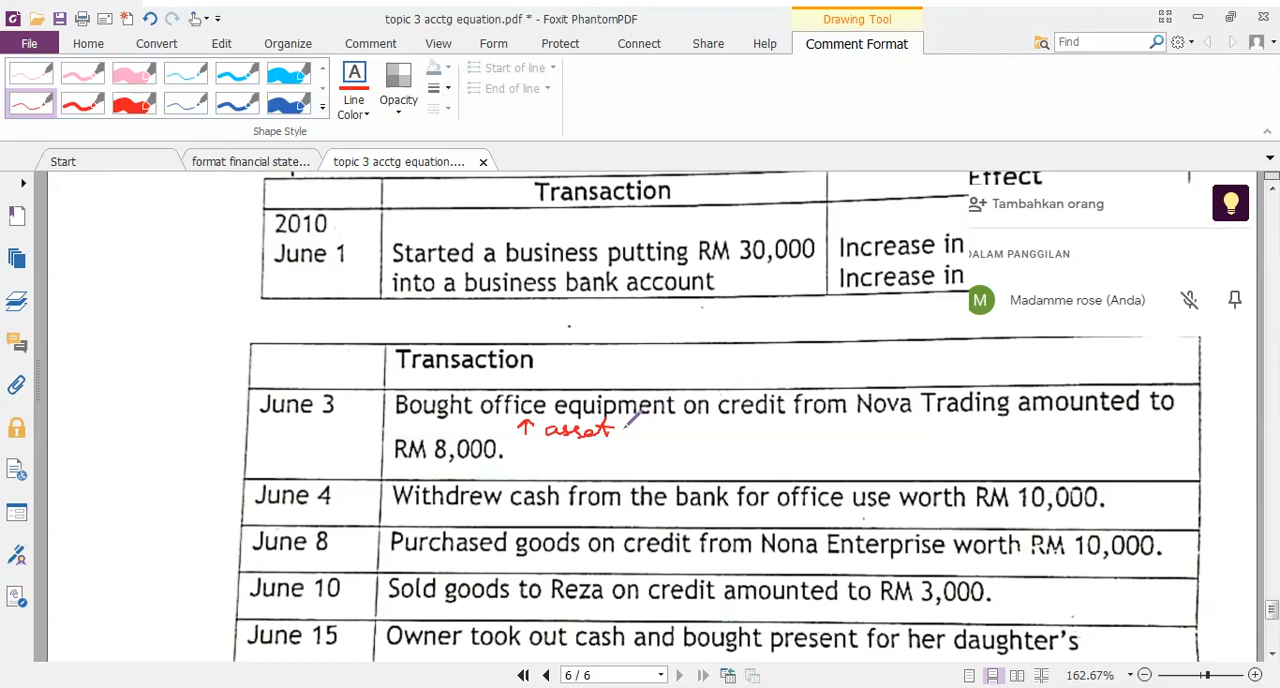 topic 3 acctg equation.pdf * - Foxit PhantomPDF
Drawing Tool
File Home Convert Edit Organize Comment View Form Protect Connect Share Help Comment Format
Find
A
Line Color
Opacity
Start of line
End of line
Shape Style
Start
format financial state...
topic 3 acctg equation....
Transaction
Effect
Tambahkan orang
2010
June 1
Started a business putting RM 30,000
into a business bank account
Increase in
Increase in
DALAM PANGGILAN
M
Madamme rose (Anda)
Transaction
June 3
Bought office equipment on credit from Nova Trading amounted to
↑ asset
RM 8,000.
June 4
Withdrew cash from the bank for office use worth RM 10,000.
June 8
Purchased goods on credit from Nona Enterprise worth RM 10,000.
June 10
Sold goods to Reza on credit amounted to RM 3,000.
June 15
Owner took out cash and bought present for her daughter's
6 / 6
162.67%